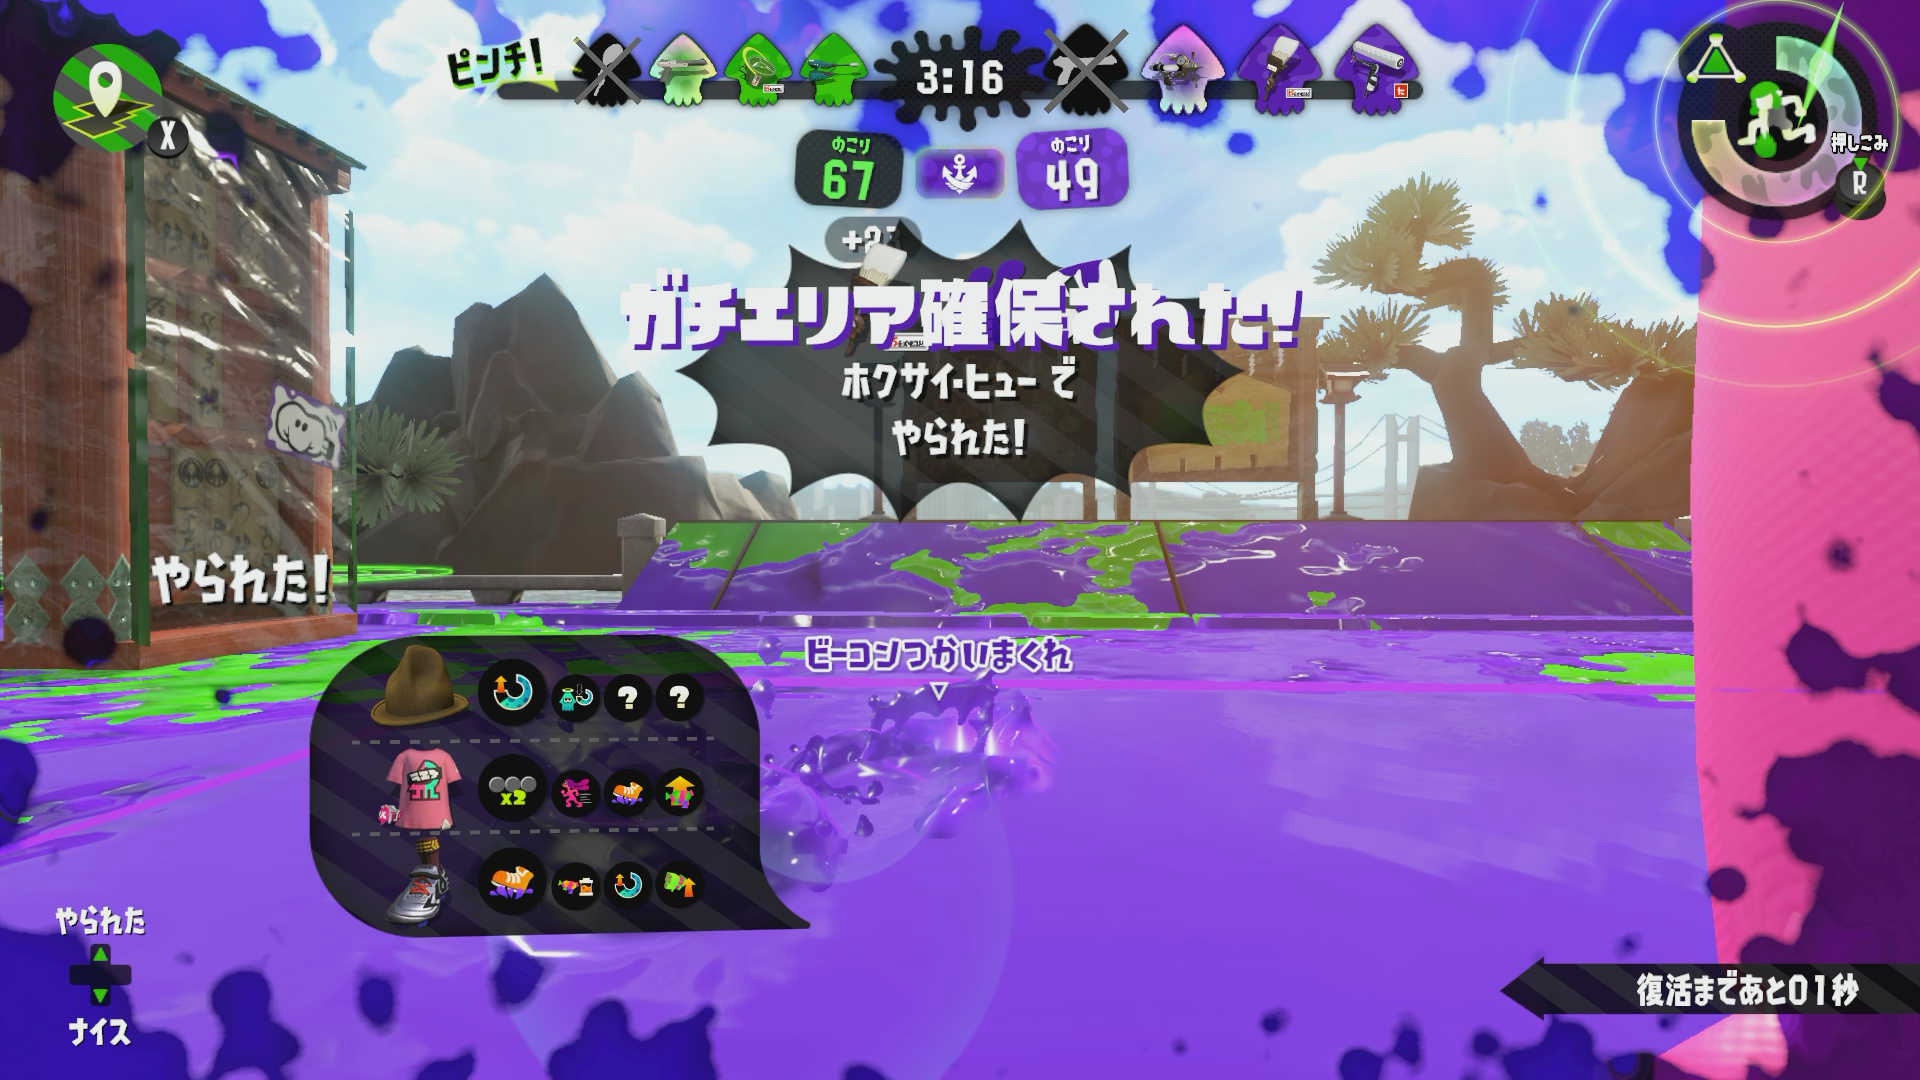 ピンチ!
3:16
X
のこり
67
のこり
49
押しこみ
R
ガチエリア確保された!
ホクサイ・ヒュー で
やられた!
やられた!
ビーコンつかいまくれ
?
?
x2
やられた
ナイス
復活まであと01秒